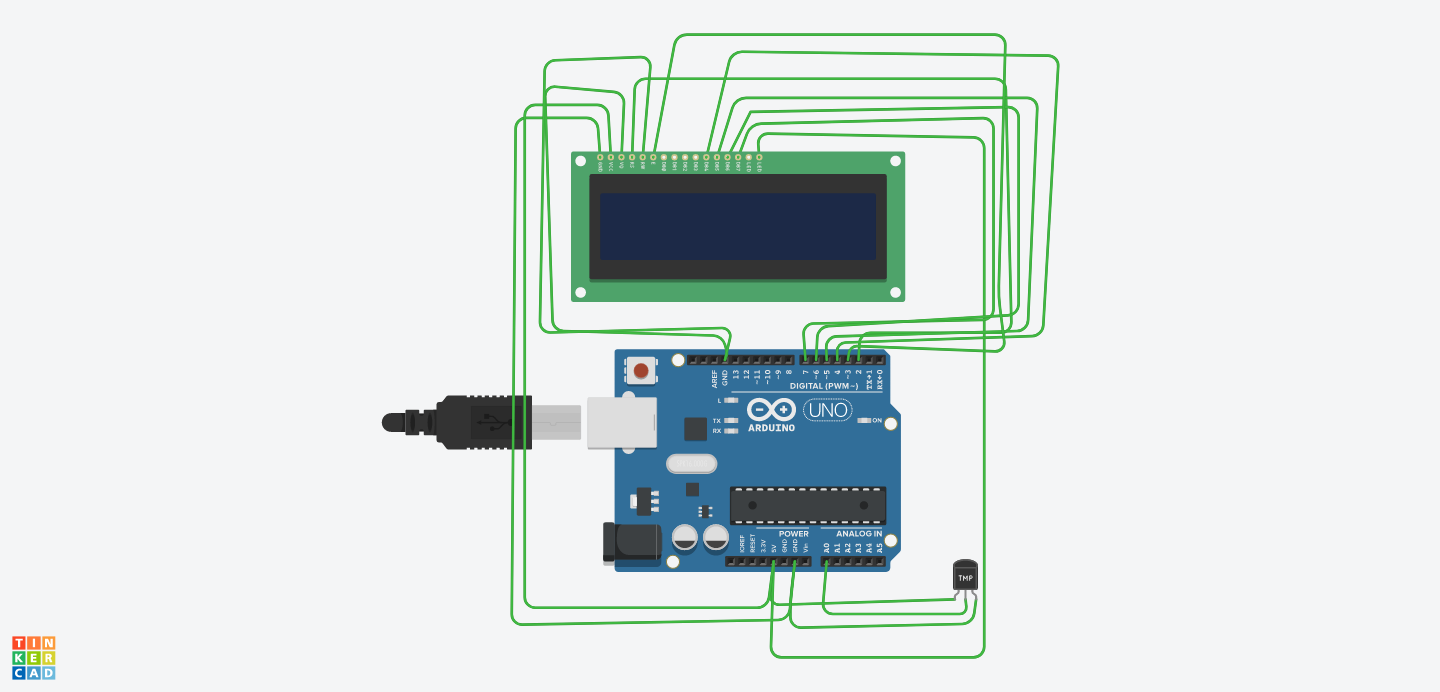 GND VCC V0 RS RW E DB0 DB1 DB2 DB3 DB4 DB5 DB6 DB7 LED LED
AREF GND 13 12 ~11 ~10 ~9 8 7 ~6 ~5 4 ~3 2 TX→1 RX←0
DIGITAL (PWM~)
L
TX
RX
ARDUINO
UNO
ON
POWER
ANALOG IN
IOREF RESET 3.3V 5V GND GND Vin A0 A1 A2 A3 A4 A5
TMP
TIN
KER
CAD